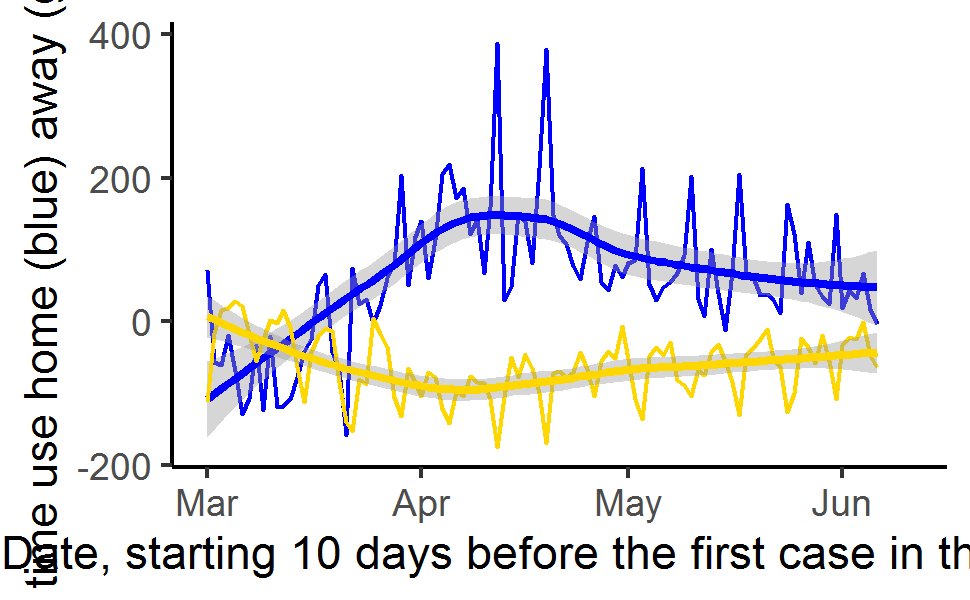 time use home (blue) away (
400
200
0
-200
Mar Apr May Jun
Date, starting 10 days before the first case in th